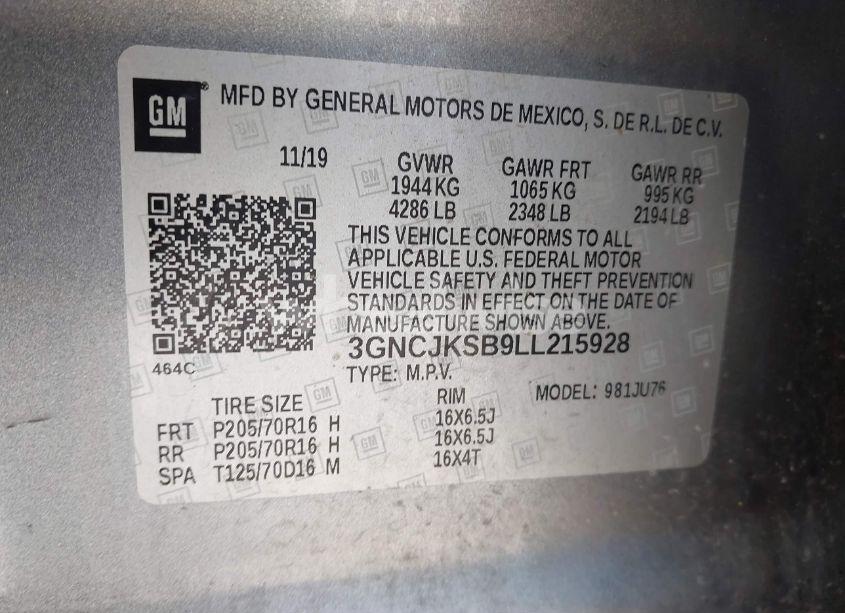 GM ® MFD BY GENERAL MOTORS DE MEXICO, S. DE R.L. DE C.V.
11/19 GVWR GAWR FRT GAWR RR
1944 KG 1065 KG 995 KG
4286 LB 2348 LB 2194 LB
THIS VEHICLE CONFORMS TO ALL
APPLICABLE U.S. FEDERAL MOTOR
VEHICLE SAFETY AND THEFT PREVENTION
STANDARDS IN EFFECT ON THE DATE OF
MANUFACTURE SHOWN ABOVE.
3GNCJKSB9LL215928
464C
TYPE: M.P.V. MODEL: 981JU76
TIRE SIZE RIM
FRT P205/70R16 H 16X6.5J
RR P205/70R16 H 16X6.5J
SPA T125/70D16 M 16X4T